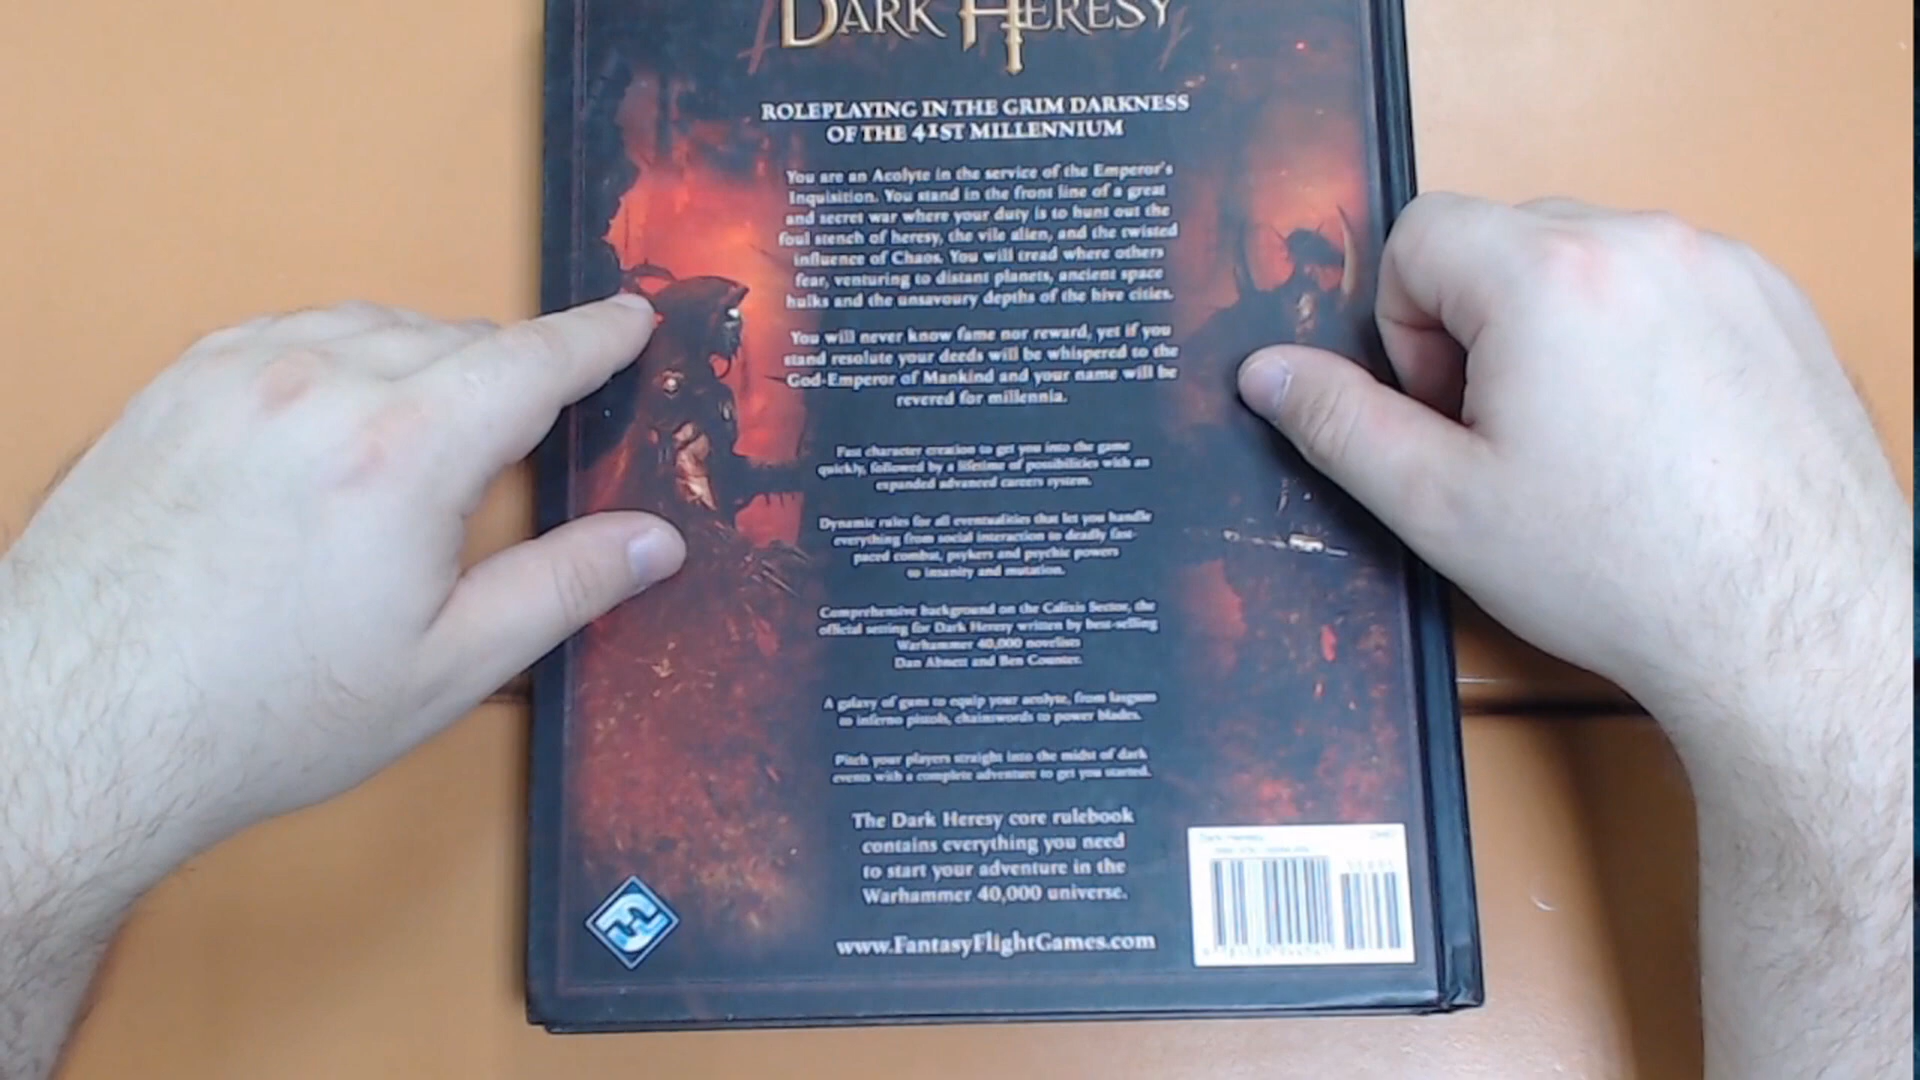 DARK HERESY
ROLEPLAYING IN THE GRIM DARKNESS
OF THE 41ST MILLENNIUM
You are an Acolyte in the service of the Emperor's
Inquisition. You stand in the front line of a great
and secret war where your duty is to hunt out the
foul stench of heresy, the vile alien, and the twisted
influence of Chaos. You will tread where others
fear, venturing to distant planets, ancient space
hulks and the unsavoury depths of the hive cities.
You will never know fame nor reward, yet if you
stand resolute your deeds will be whispered to the
God-Emperor of Mankind and your name will be
revered for millennia.
Fast character creation to get you into the game
quickly, followed by a lifetime of possibilities with an
expanded advanced careers system.
Dynamic rules for all eventualities that let you handle
everything from social interaction to deadly fast-
paced combat, psykers and psychic powers
to insanity and mutation.
Comprehensive background on the Calixis Sector, the
official setting for Dark Heresy written by best-selling
Warhammer 40,000 novelists
Dan Abnett and Ben Counter.
A galaxy of guns to equip your acolyte, from lasguns
to inferno pistols, chainswords to power blades.
Pitch your players straight into the midst of dark
events with a complete adventure to get you started.
The Dark Heresy core rulebook
contains everything you need
to start your adventure in the
Warhammer 40,000 universe.
www.FantasyFlightGames.com
Dark Heresy